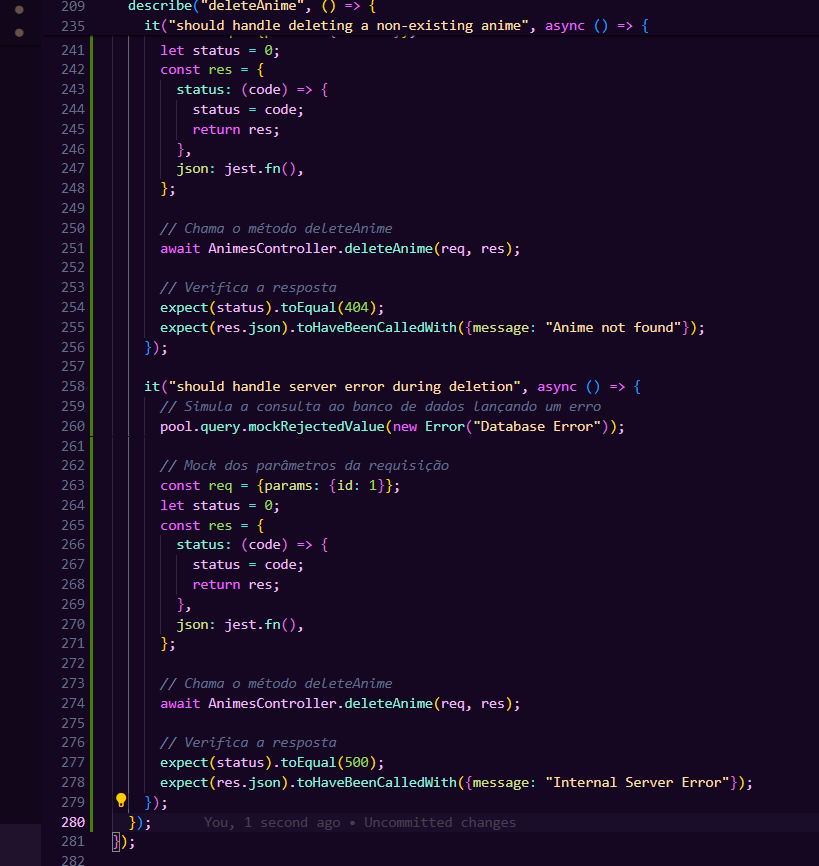 209 describe("deleteAnime", () => {
235 it("should handle deleting a non-existing anime", async () => {
241 let status = 0;
242 const res = {
243 status: (code) => {
244 status = code;
245 return res;
246 },
247 json: jest.fn(),
248 };
249
250 // Chama o método deleteAnime
251 await AnimesController.deleteAnime(req, res);
252
253 // Verifica a resposta
254 expect(status).toEqual(404);
255 expect(res.json).toHaveBeenCalledWith({message: "Anime not found"});
256 });
257
258 it("should handle server error during deletion", async () => {
259 // Simula a consulta ao banco de dados lançando um erro
260 pool.query.mockRejectedValue(new Error("Database Error"));
261
262 // Mock dos parâmetros da requisição
263 const req = {params: {id: 1}};
264 let status = 0;
265 const res = {
266 status: (code) => {
267 status = code;
268 return res;
269 },
270 json: jest.fn(),
271 };
272
273 // Chama o método deleteAnime
274 await AnimesController.deleteAnime(req, res);
275
276 // Verifica a resposta
277 expect(status).toEqual(500);
278 expect(res.json).toHaveBeenCalledWith({message: "Internal Server Error"});
279 });
280 }); You, 1 second ago • Uncommitted changes
281 });
282